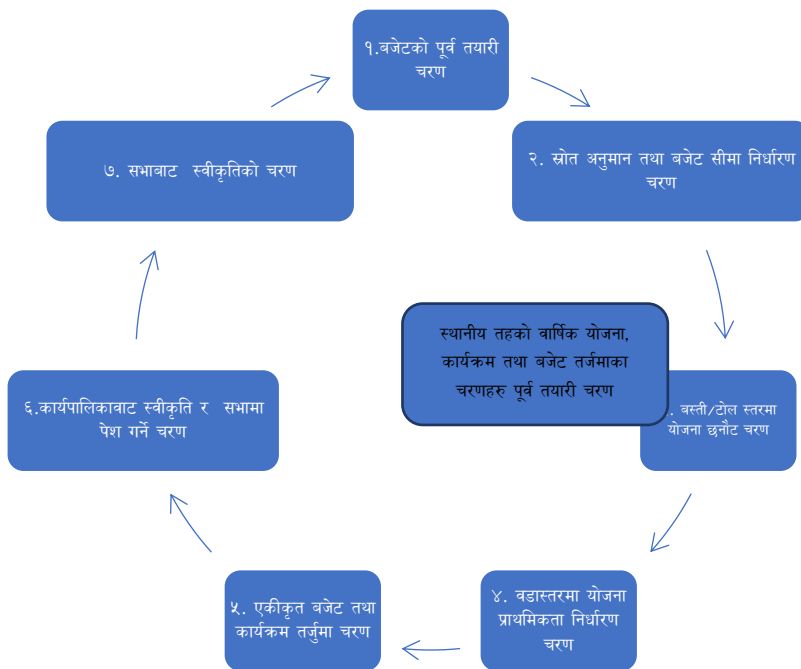 १.बजेटको पूर्व तयारी
चरण
२. स्रोत अनुमान तथा बजेट सीमा निर्धारण
चरण
. बस्ती/टोल स्तरमा
योजना छनौट चरण
४. वडास्तरमा योजना
प्राथमिकता निर्धारण
चरण
५. एकीकृत बजेट तथा
कार्यक्रम तर्जुमा चरण
६.कार्यपालिकावाट स्वीकृति र सभामा
पेश गर्ने चरण
७. सभाबाट स्वीकृतिको चरण
स्थानीय तहको वार्षिक योजना,
कार्यक्रम तथा बजेट तर्जमाका
चरणहरु पूर्व तयारी चरण